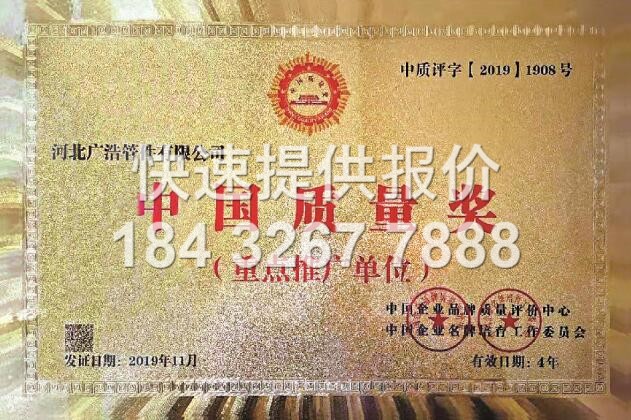 中质评字【2019】1908号
河北广浩管件有限公司
快速提供报价
中国质量奖
184 3267 7888
（重点推广单位）
中国企业品牌质量评价中心
中国企业名牌培育工作委员会
发证日期：2019年11月
有效日期：4年